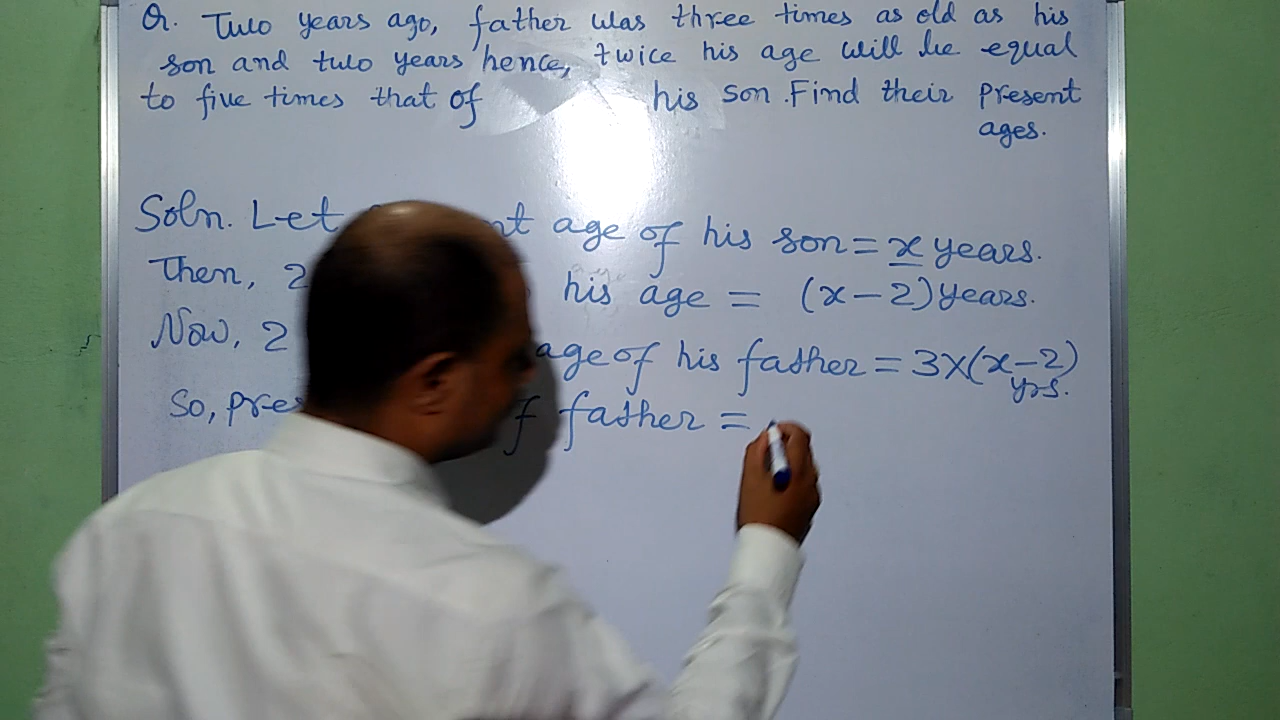 Q. Two years ago, father was three times as old as his
son and two years hence, twice his age will be equal
to five times that of his son. Find their present
ages.
Soln. Let age of his son = x years.
Then, 2 his age = (x-2) years.
Now, 2 age of his father = 3×(x-2)
yrs.
So, father =